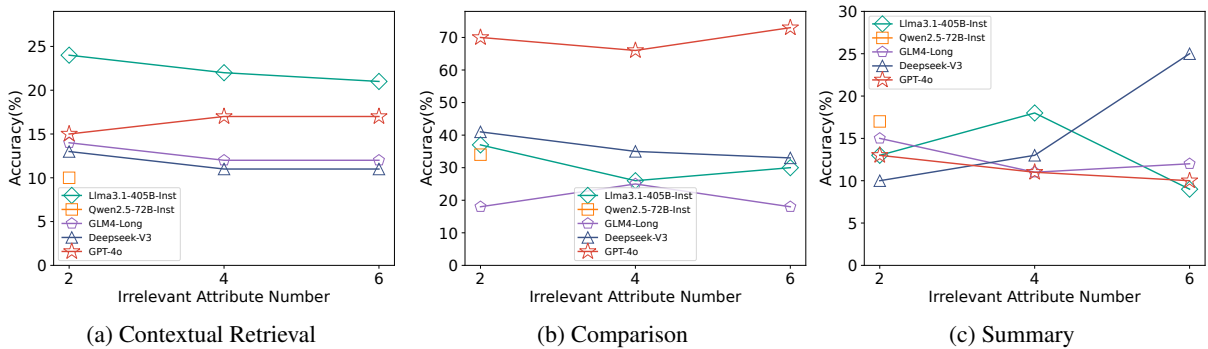 25
20
15
10
5
0
Accuracy(%)
Llma3.1-405B-Inst
Qwen2.5-72B-Inst
GLM4-Long
Deepseek-V3
GPT-4o
2 4 6
Irrelevant Attribute Number
(a) Contextual Retrieval
70
60
50
40
30
20
10
0
Accuracy(%)
Llma3.1-405B-Inst
Qwen2.5-72B-Inst
GLM4-Long
Deepseek-V3
GPT-4o
2 4 6
Irrelevant Attribute Number
(b) Comparison
30
25
20
15
10
5
0
Accuracy(%)
Llma3.1-405B-Inst
Qwen2.5-72B-Inst
GLM4-Long
Deepseek-V3
GPT-4o
2 4 6
Irrelevant Attribute Number
(c) Summary